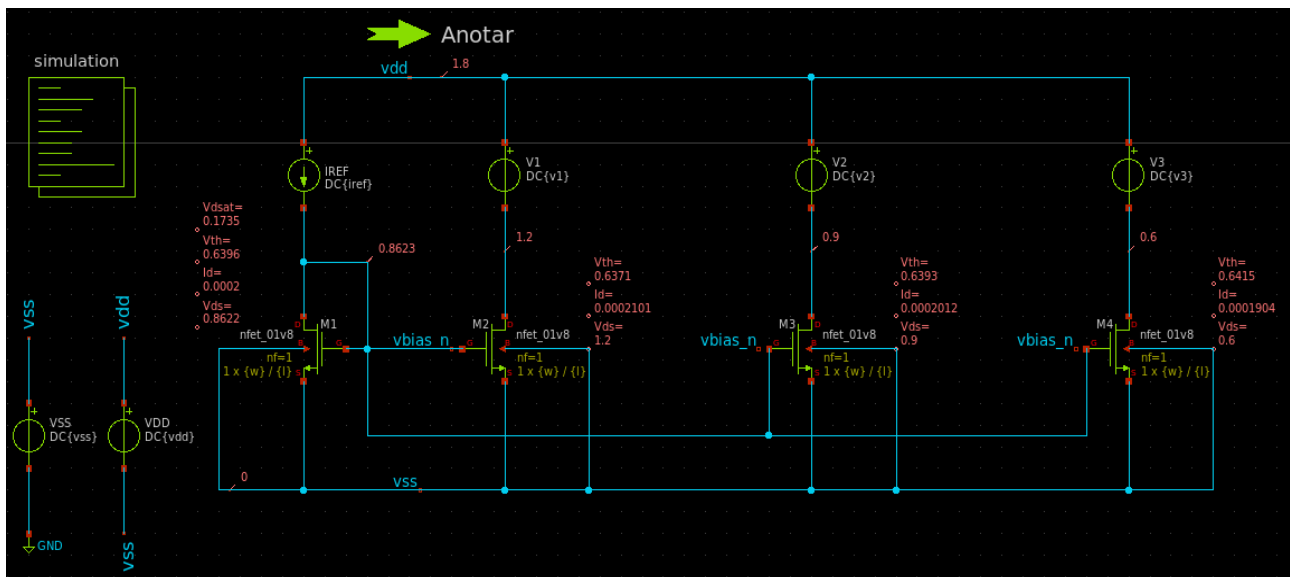 Anotar
simulation
vdd
1.8
IREF
DC{iref}
V1
DC{v1}
V2
DC{v2}
V3
DC{v3}
Vdsat=
0.1735
Vth=
0.6396
Id=
0.0002
Vds=
0.8622
0.8623
1.2
Vth=
0.6371
Id=
0.0002101
Vds=
1.2
0.9
Vth=
0.6393
Id=
0.0002012
Vds=
0.9
0.6
Vth=
0.6415
Id=
0.0001904
Vds=
0.6
M1
nfet_01v8
nf=1
1 x {w} / {l}
vbias_n
M2
nfet_01v8
nf=1
1 x {w} / {l}
vbias_n
M3
nfet_01v8
nf=1
1 x {w} / {l}
vbias_n
M4
nfet_01v8
nf=1
1 x {w} / {l}
vss
vdd
VSS
DC{vss}
VDD
DC{vdd}
0
vss
GND
vss